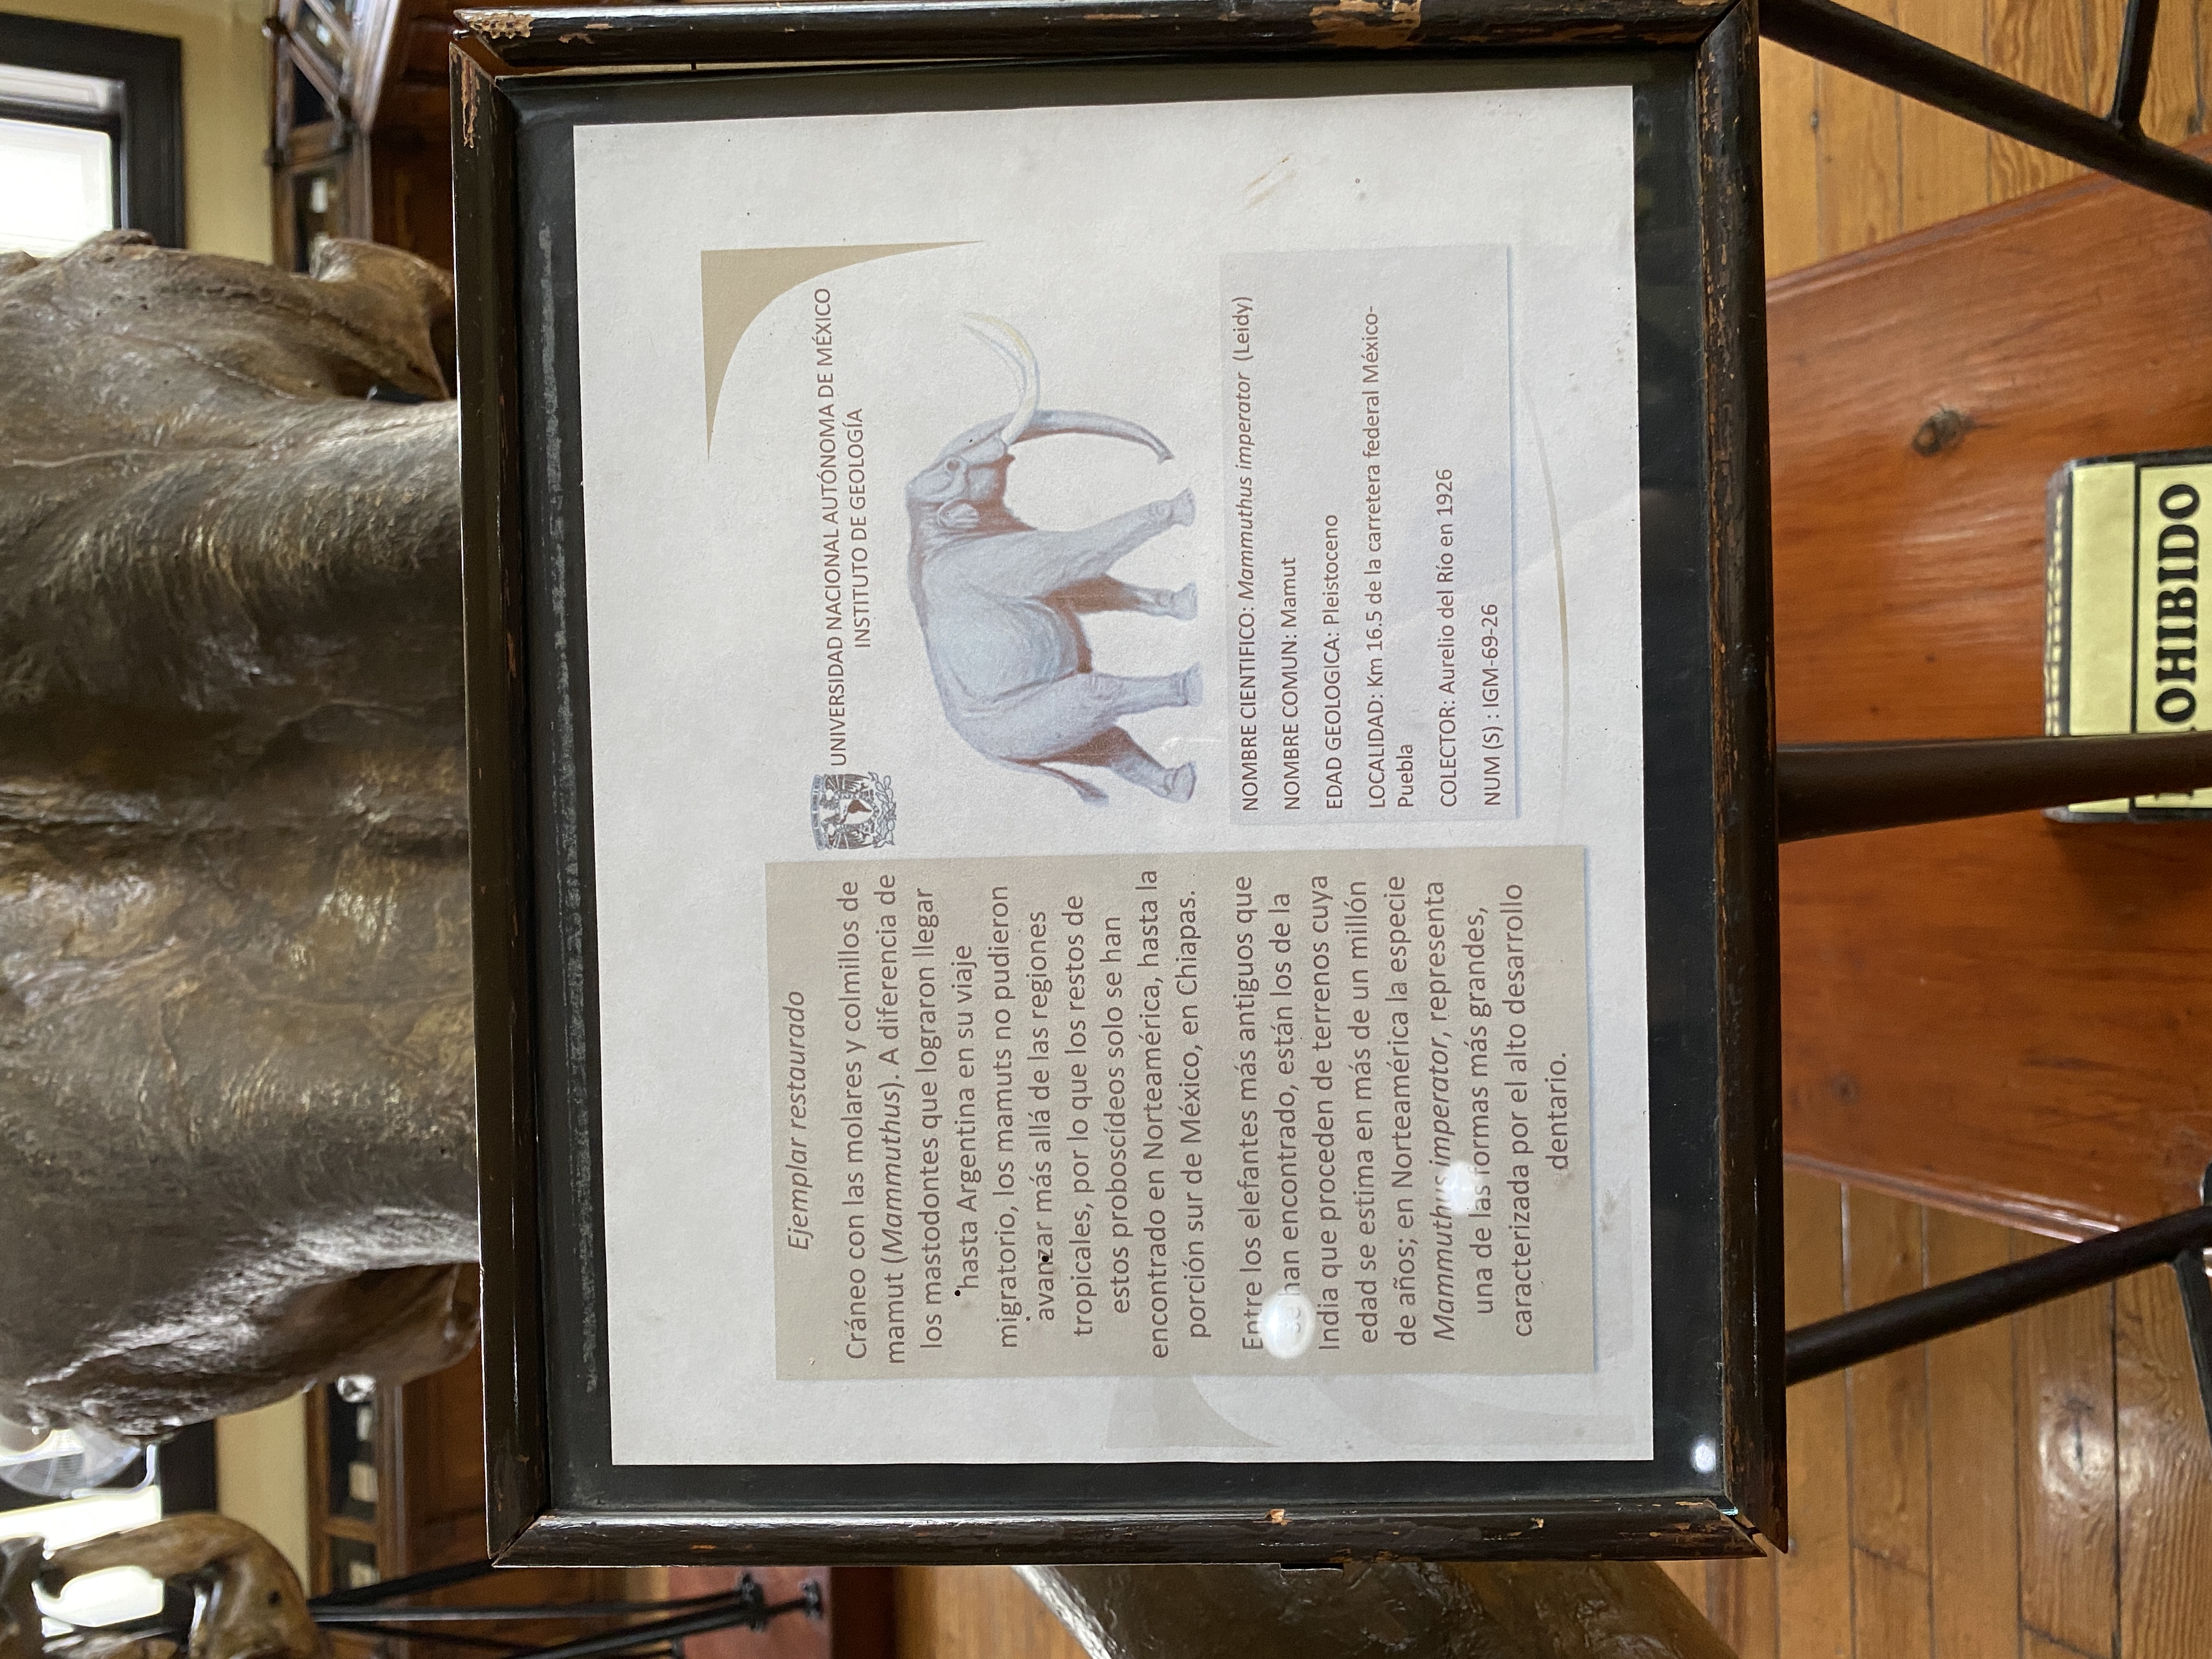 Ejemplar restaurado
Cráneo con las molares y colmillos de
mamut (Mammuthus). A diferencia de
los mastodontes que lograron llegar
hasta Argentina en su viaje
migratorio, los mamuts no pudieron
avanzar más allá de las regiones
tropicales, por lo que los restos de
estos proboscídeos solo se han
encontrado en Norteamérica, hasta la
porción sur de México, en Chiapas.
Entre los elefantes más antiguos que
se han encontrado, están los de la
India que proceden de terrenos cuya
edad se estima en más de un millón
de años; en Norteamérica la especie
Mammuthus imperator, representa
una de las formas más grandes,
caracterizada por el alto desarrollo
dentario.
UNIVERSIDAD NACIONAL AUTÓNOMA DE MÉXICO
INSTITUTO DE GEOLOGÍA
NOMBRE CIENTIFICO: Mammuthus imperator (Leidy)
NOMBRE COMUN: Mamut
EDAD GEOLOGICA: Pleistoceno
LOCALIDAD: Km 16.5 de la carretera federal México-
Puebla
COLECTOR: Aurelio del Río en 1926
NUM (S) : IGM-69-26
OHIBIDO